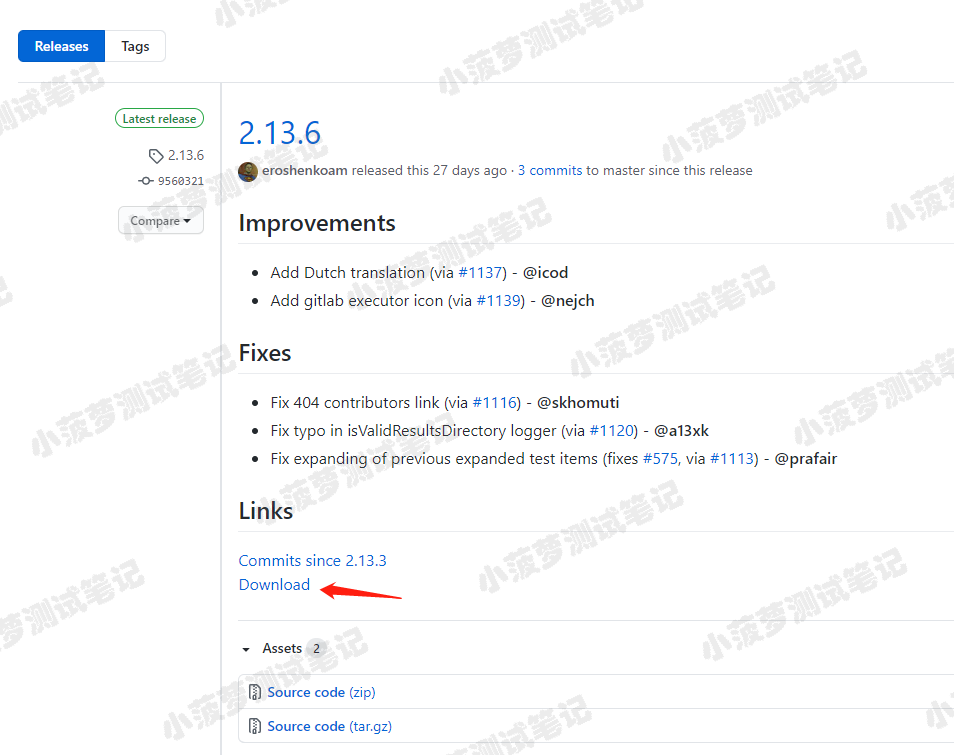 Releases Tags
Latest release
2.13.6
9560321
Compare
2.13.6
eroshenkoam released this 27 days ago · 3 commits to master since this release
Improvements
Add Dutch translation (via #1137) - @icod
Add gitlab executor icon (via #1139) - @nejch
Fixes
Fix 404 contributors link (via #1116) - @skhomuti
Fix typo in isValidResultsDirectory logger (via #1120) - @a13xk
Fix expanding of previous expanded test items (fixes #575, via #1113) - @prafair
Links
Commits since 2.13.3
Download
Assets 2
Source code (zip)
Source code (tar.gz)
小菠萝测试笔记